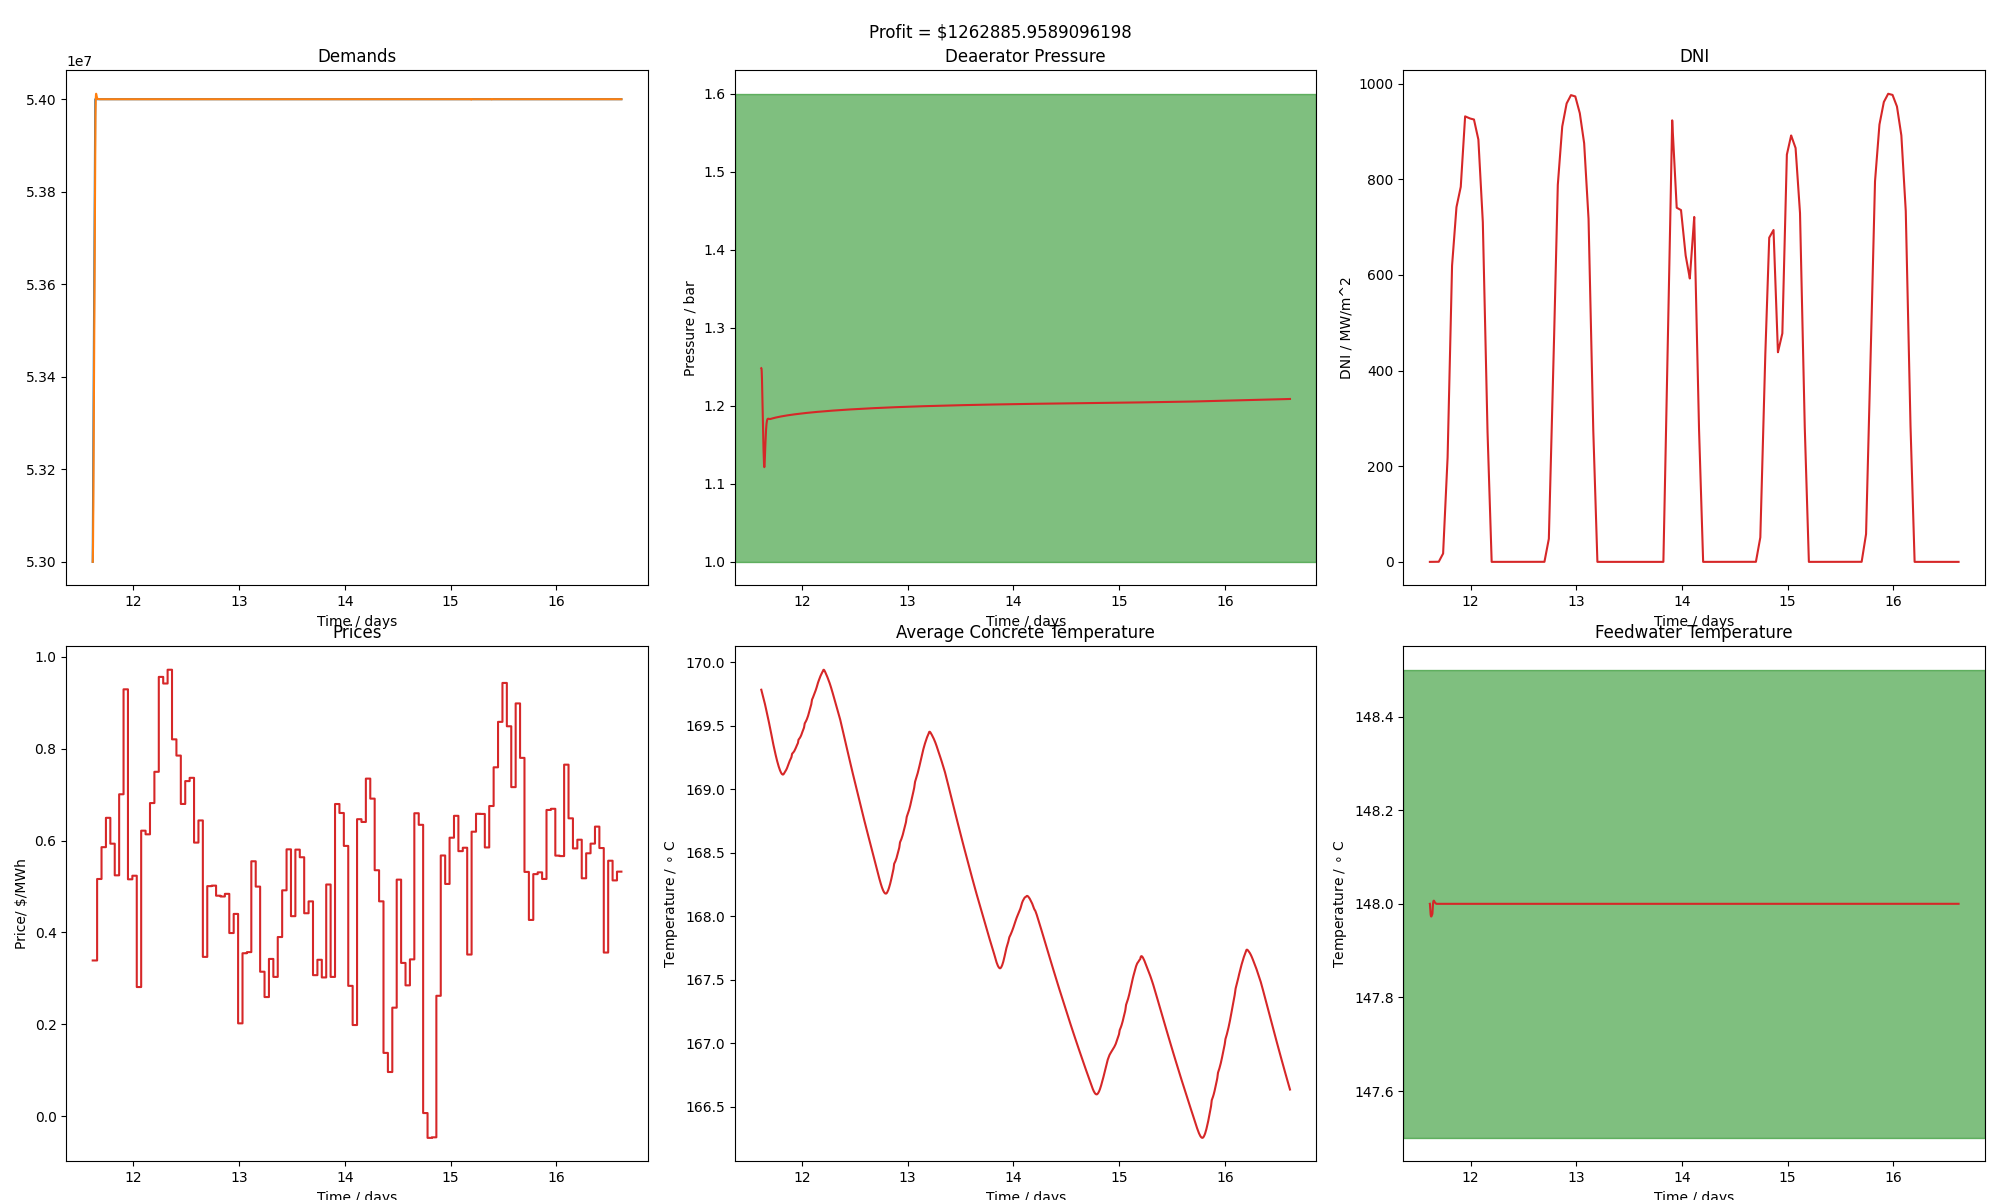 Profit = $1262885.9589096198
Demands
1e7
5.40
5.38
5.36
5.34
5.32
5.30
12 13 14 15 16
Time / days
Deaerator Pressure
Pressure / bar
1.6
1.5
1.4
1.3
1.2
1.1
1.0
12 13 14 15 16
Time / days
DNI
DNI / MW/m^2
1000
800
600
400
200
0
12 13 14 15 16
Time / days
Prices
Price/ $/MWh
1.0
0.8
0.6
0.4
0.2
0.0
12 13 14 15 16
Time / days
Average Concrete Temperature
Temperature / ∘ C
170.0
169.5
169.0
168.5
168.0
167.5
167.0
166.5
12 13 14 15 16
Time / days
Feedwater Temperature
Temperature / ∘ C
148.4
148.2
148.0
147.8
147.6
12 13 14 15 16
Time / days